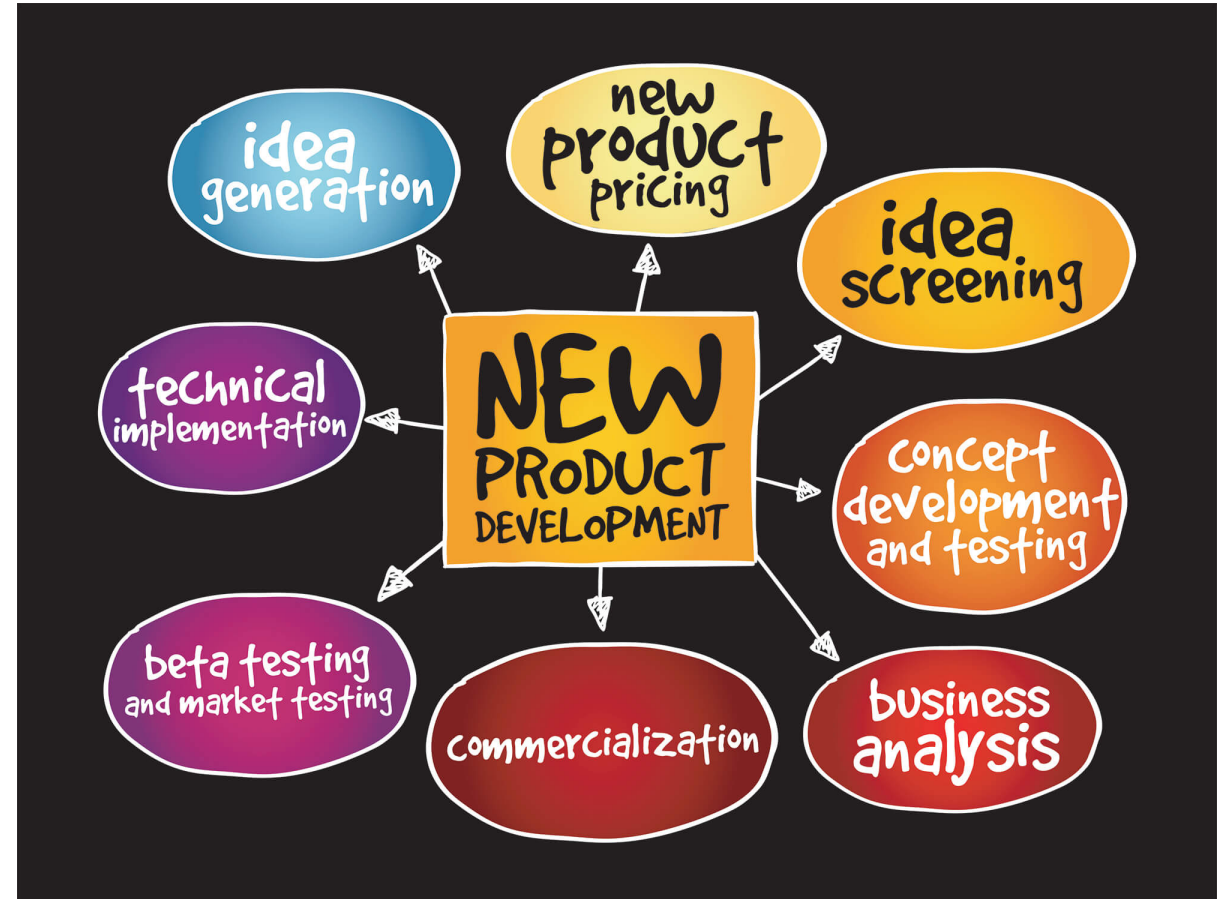 idea
generation
new
product
pricing
idea
screening
technical
implementation
NEW
PRODUCT
DEVELOPMENT
concept
development
and testing
beta testing
and market testing
commercialization
business
analysis